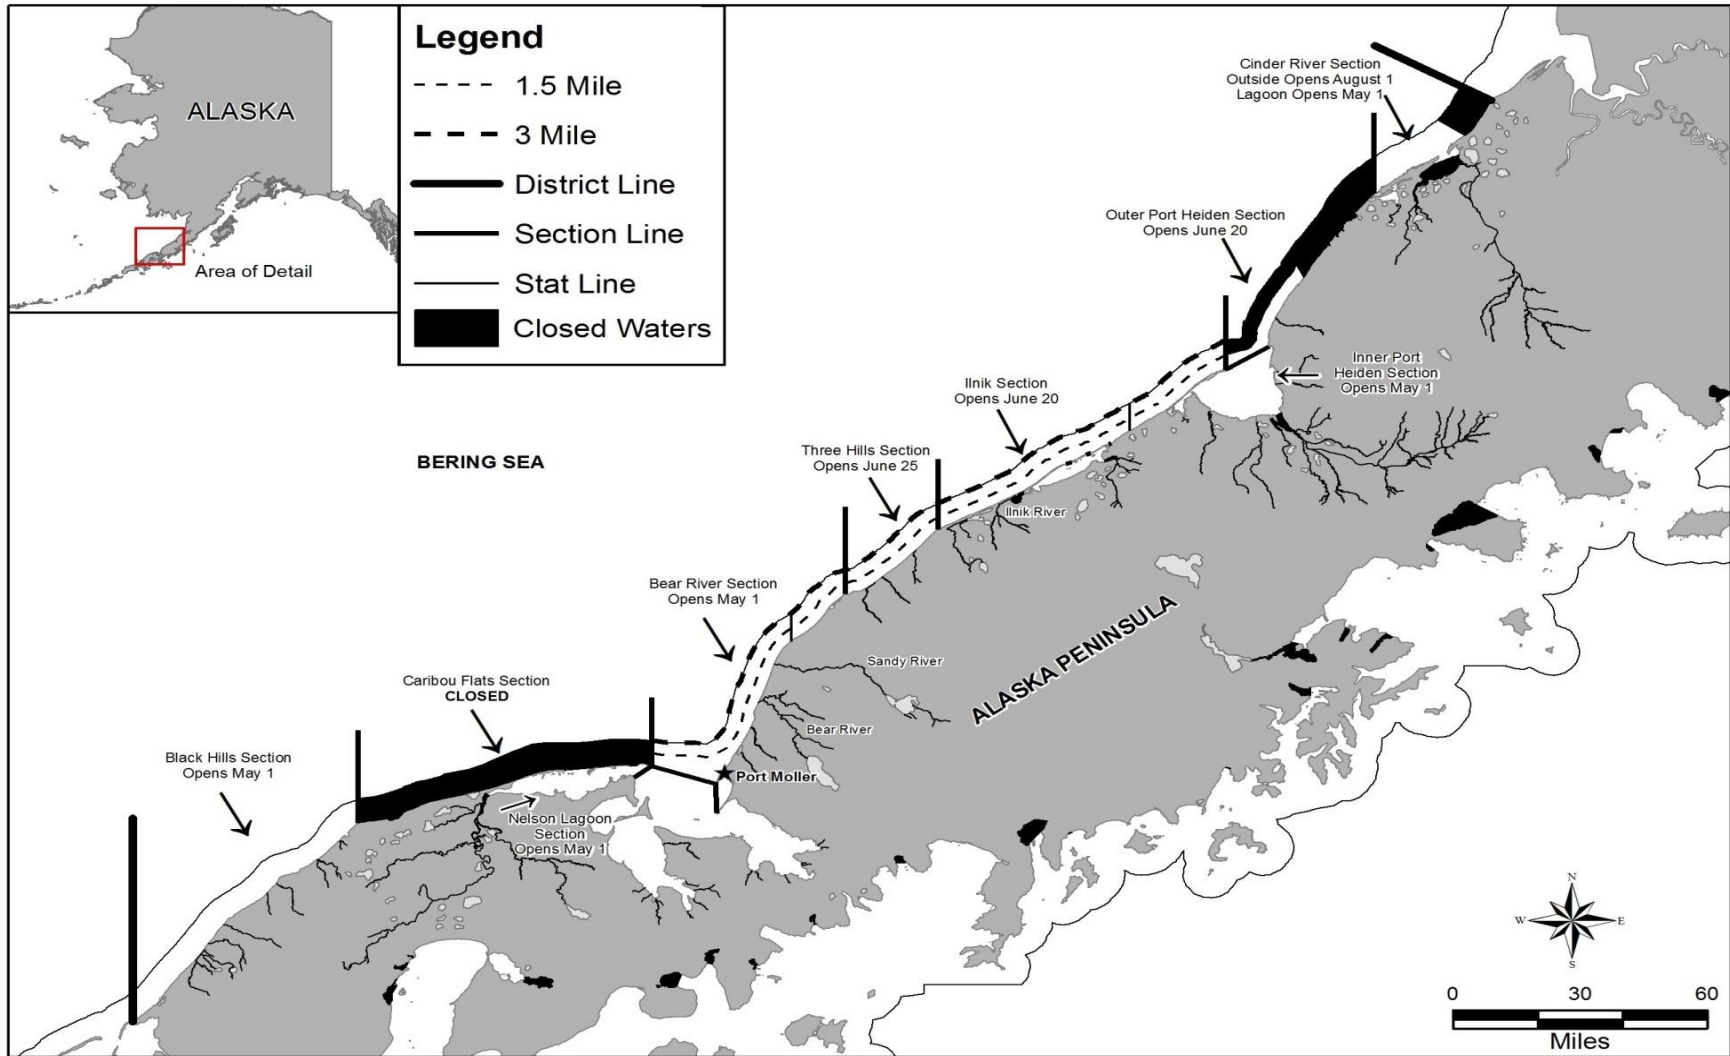 ALASKA
Area of Detail
Legend
1.5 Mile
3 Mile
District Line
Section Line
Stat Line
Closed Waters
Cinder River Section
Outside Opens August 1
Lagoon Opens May 1
Outer Port Heiden Section
Opens June 20
Inner Port
Heiden Section
Opens May 1
Ilnik Section
Opens June 20
BERING SEA
Three Hills Section
Opens June 25
Ilnik River
Bear River Section
Opens May 1
ALASKA PENINSULA
Sandy River
Caribou Flats Section
CLOSED
Bear River
Black Hills Section
Opens May 1
Port Moller
Nelson Lagoon
Section
Opens May 1
N
W
E
S
0
30
60
Miles